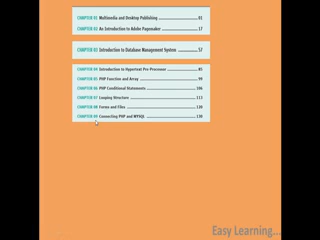 CHAPTER 01 Multimedia and Desktop Publishing 01
CHAPTER 02 An Introduction to Adobe Pagemaker 17
CHAPTER 03 Introduction to Database Management System 57
CHAPTER 04 Introduction to Hypertext Pre-Processor 85
CHAPTER 05 PHP Function and Array 99
CHAPTER 06 PHP Conditional Statements 106
CHAPTER 07 Looping Structure 113
CHAPTER 08 Forms and Files 120
CHAPTER 09 Connecting PHP and MYSQL 130
Easy Learning...